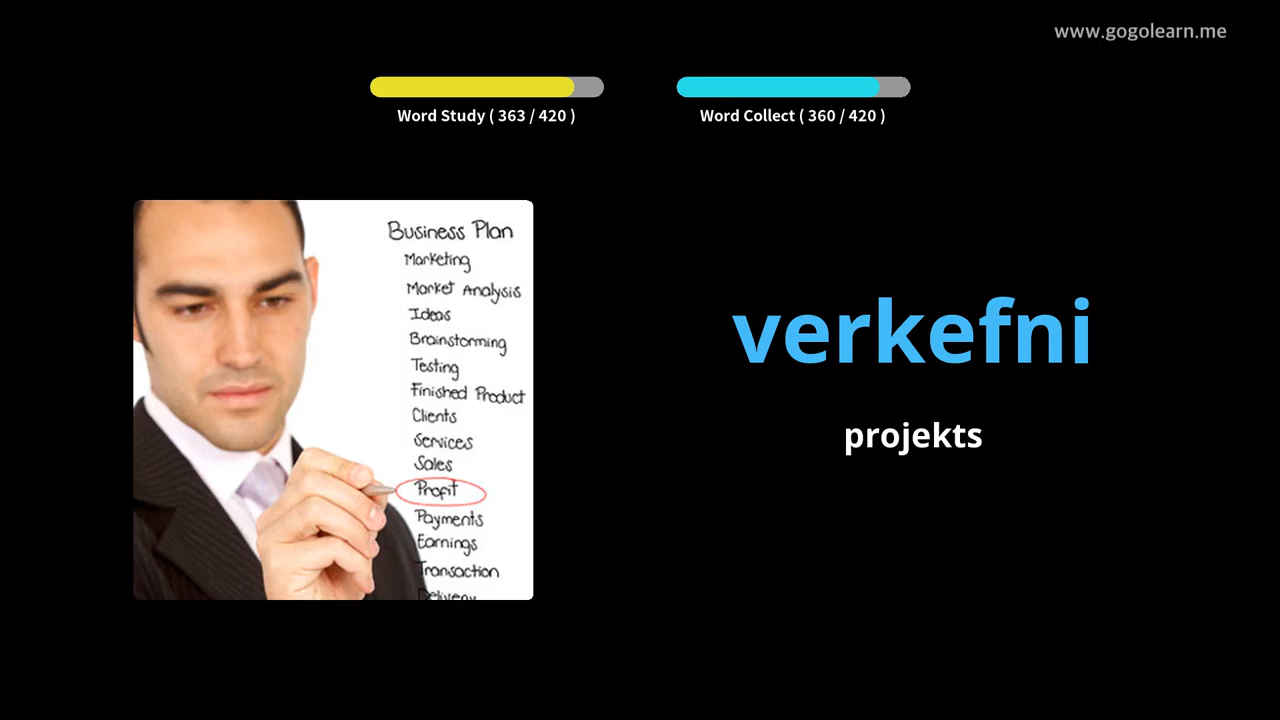 www.gogolearn.me
Word Study ( 363 / 420 )
Word Collect ( 360 / 420 )
Business Plan
Marketing
Market Analysis
Ideas
Brainstorming
Testing
Finished Product
Clients
Services
Sales
Profit
Payments
Earnings
Transaction
Delivery
verkefni
projekts